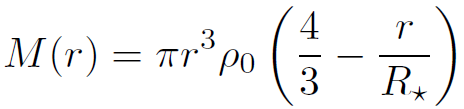 M(r) = πr³ρ₀ (4/3 − r/R⋆)